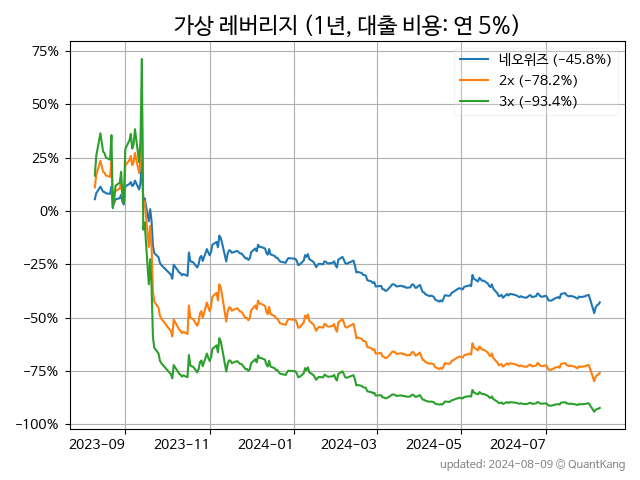 가상 레버리지 (1년, 대출 비용: 연 5%)
네오위즈 (−45.8%)
2x (−78.2%)
3x (−93.4%)
75%
50%
25%
0%
−25%
−50%
−75%
−100%
2023-09 2023-11 2024-01 2024-03 2024-05 2024-07
updated: 2024-08-09 © QuantKang